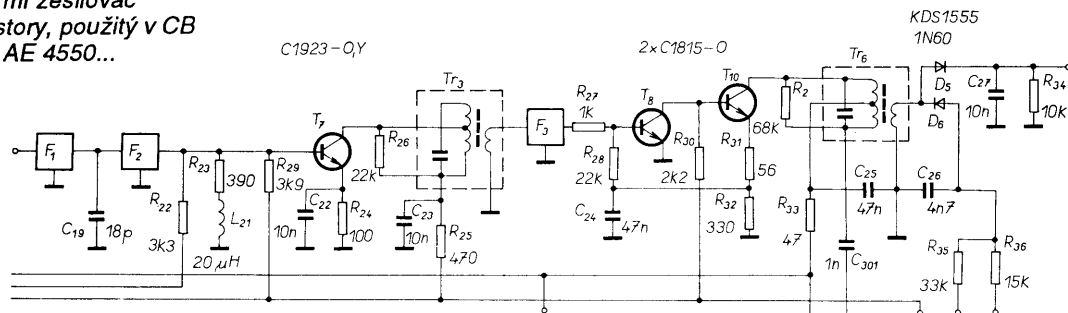 mf zesilovač
story, použitý v CB
AE 4550...
C1923-O,Y
2×C1815-O
KDS1555
1N60
Tr3
Tr6
T7
T8
T10
R27
1k
R2
68k
D5
D6
C27
10n
R34
10k
F1
F2
F3
R23
390
R29
3k9
R26
22k
R28
22k
R30
2k2
R31
56
C25
47n
C26
4n7
C19
18p
R22
3K3
L21
20µH
C22
10n
R24
100
C23
10n
R25
470
C24
47n
R32
330
R33
47
1n
C301
R35
33k
R36
15k